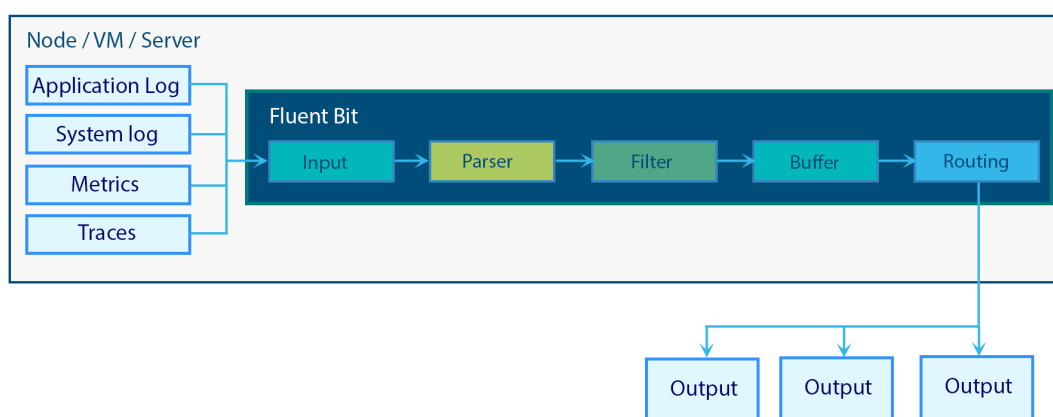 Node / VM / Server
Application Log
System log
Metrics
Traces
Fluent Bit
Input
Parser
Filter
Buffer
Routing
Output
Output
Output